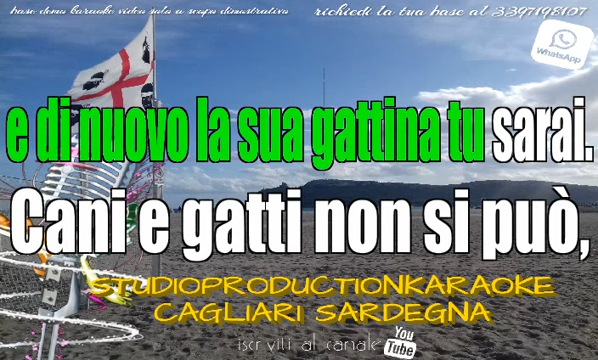 base demo karaoke video solo a scopo dimostrativo
richiedi la tua base al 3397198107
WhatsApp
e di nuovo la sua gattina tu sarai.
Cani e gatti non si può,
STUDIOPRODUCTIONKARAOKE
CAGLIARI SARDEGNA
iscriviti al canale
You
Tube